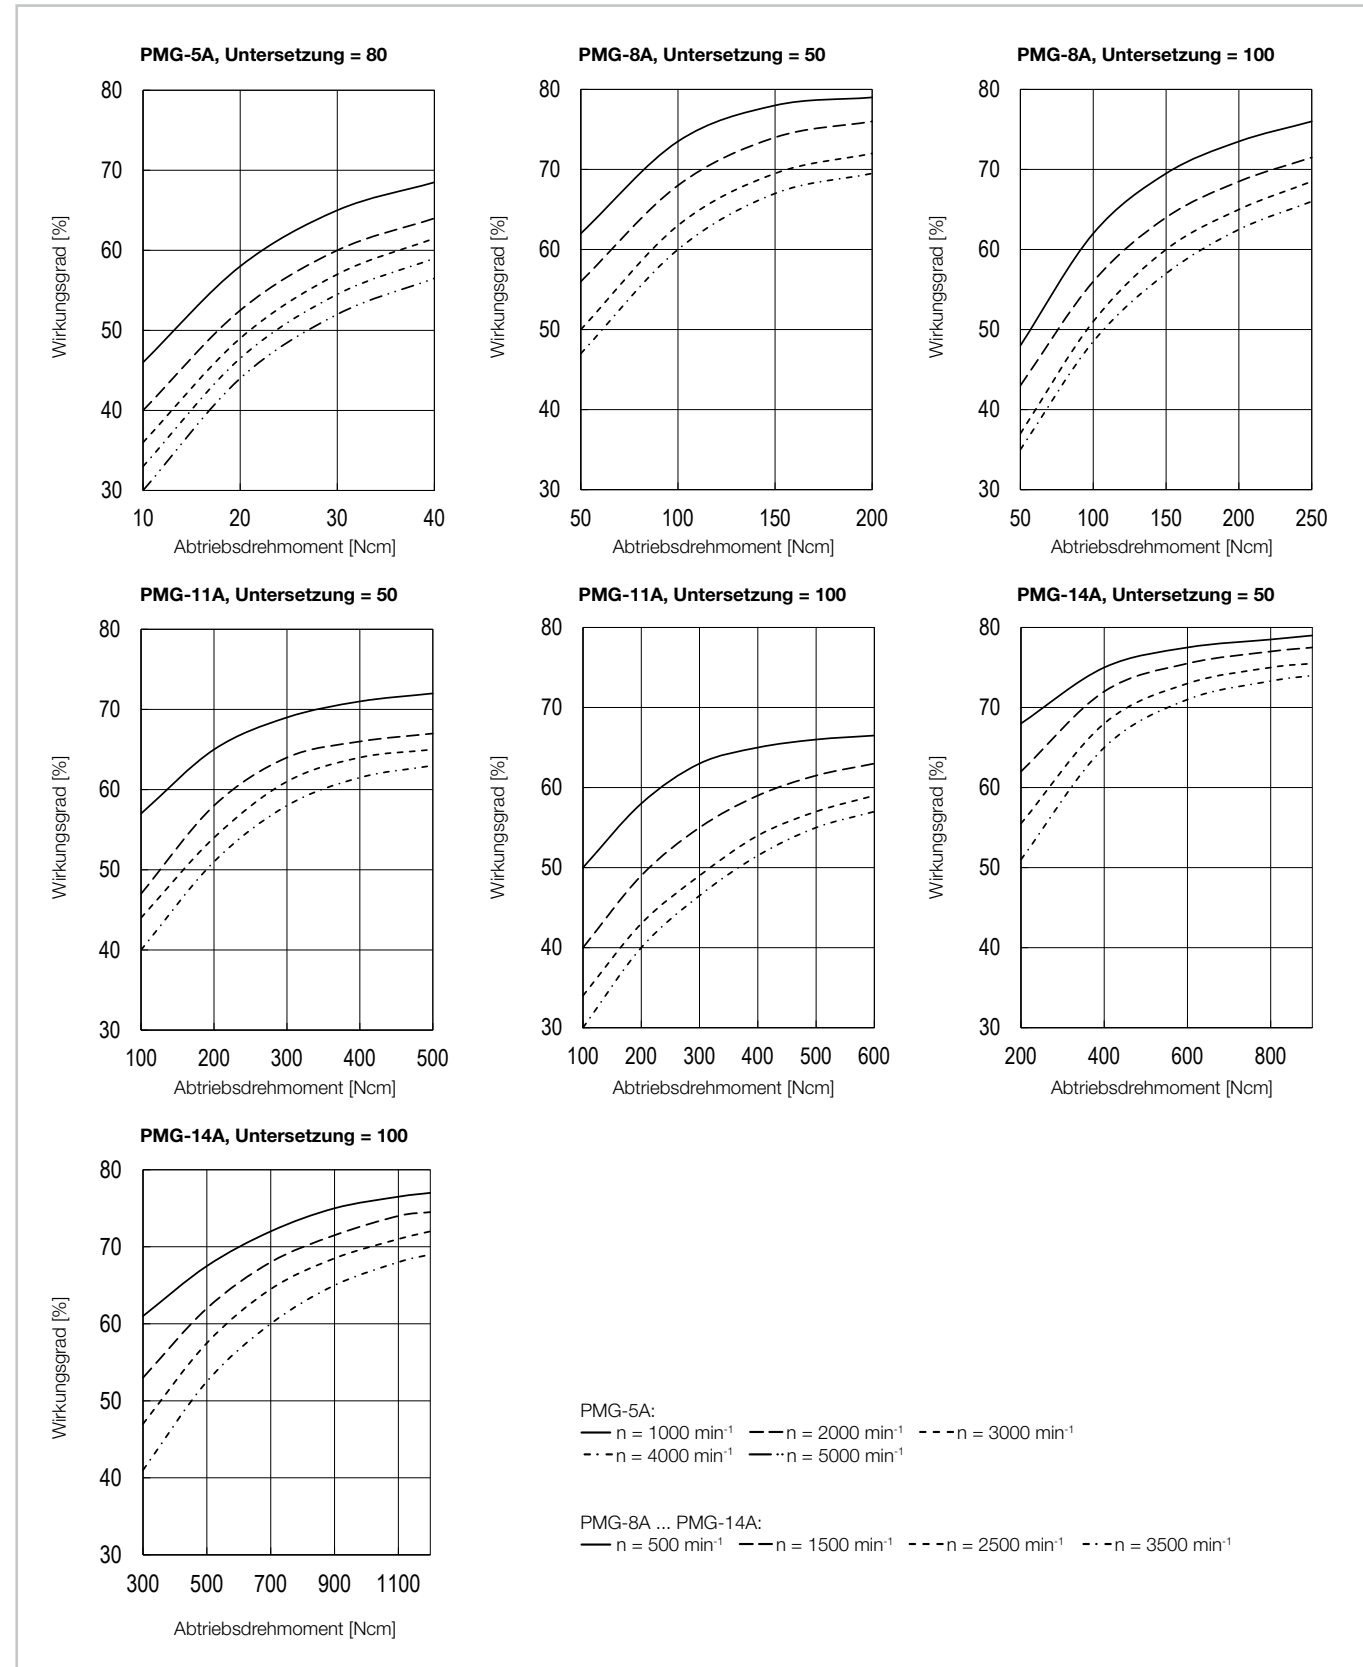 PMG-5A, Untersetzung = 80
80
70
60
50
40
30
10 20 30 40
Wirkungsgrad [%]
Abtriebsdrehmoment [Ncm]
PMG-8A, Untersetzung = 50
80
70
60
50
40
30
50 100 150 200
Wirkungsgrad [%]
Abtriebsdrehmoment [Ncm]
PMG-8A, Untersetzung = 100
80
70
60
50
40
30
50 100 150 200 250
Wirkungsgrad [%]
Abtriebsdrehmoment [Ncm]
PMG-11A, Untersetzung = 50
80
70
60
50
40
30
100 200 300 400 500
Wirkungsgrad [%]
Abtriebsdrehmoment [Ncm]
PMG-11A, Untersetzung = 100
80
70
60
50
40
30
100 200 300 400 500 600
Wirkungsgrad [%]
Abtriebsdrehmoment [Ncm]
PMG-14A, Untersetzung = 50
80
70
60
50
40
30
200 400 600 800
Wirkungsgrad [%]
Abtriebsdrehmoment [Ncm]
PMG-14A, Untersetzung = 100
80
70
60
50
40
30
300 500 700 900 1100
Wirkungsgrad [%]
Abtriebsdrehmoment [Ncm]
PMG-5A:
n = 1000 min⁻¹ n = 2000 min⁻¹ n = 3000 min⁻¹
n = 4000 min⁻¹ n = 5000 min⁻¹
PMG-8A ... PMG-14A:
n = 500 min⁻¹ n = 1500 min⁻¹ n = 2500 min⁻¹ n = 3500 min⁻¹